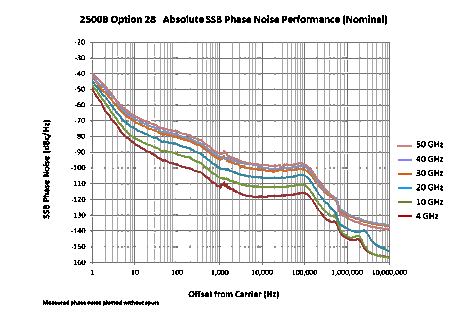 2500B Option 28 Absolute SSB Phase Noise Performance (Nominal)
SSB Phase Noise (dBc/Hz)
-20
-30
-40
-50
-60
-70
-80
-90
-100
-110
-120
-130
-140
-150
-160
1
10
100
1,000
10,000
100,000
1,000,000
10,000,000
Offset from Carrier (Hz)
50 GHz
40 GHz
30 GHz
20 GHz
10 GHz
4 GHz
Measured phase noise plotted without spurs